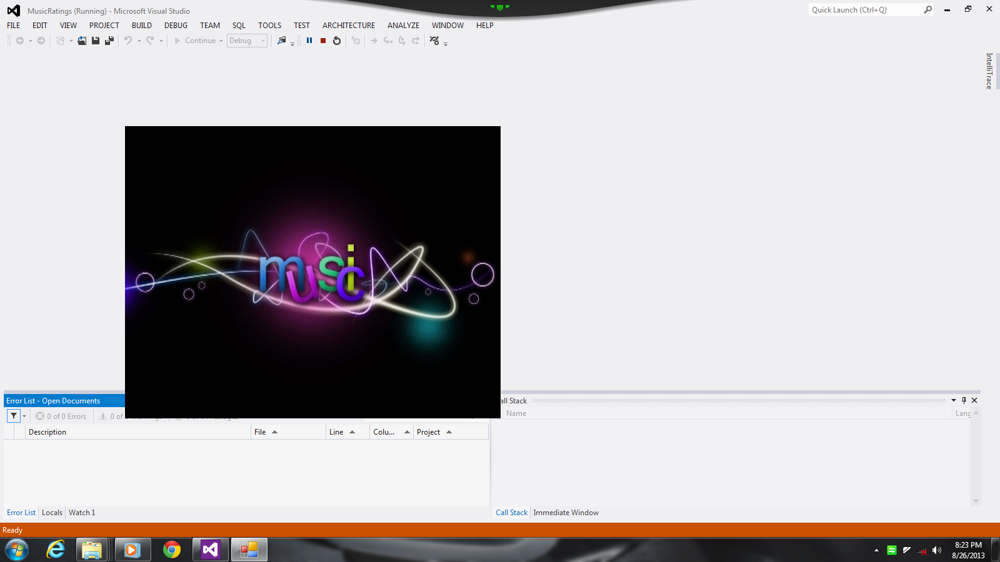 MusicRatings (Running) - Microsoft Visual Studio
Quick Launch (Ctrl+Q)
FILE EDIT VIEW PROJECT BUILD DEBUG TEAM SQL TOOLS TEST ARCHITECTURE ANALYZE WINDOW HELP
Continue Debug
IntelliTrace
music
Error List - Open Documents
all Stack
0 of 0 Errors 0 of
Name Lang
Description File Line Colu... Project
Error List Locals Watch 1
Call Stack Immediate Window
Ready
8:23 PM
8/26/2013